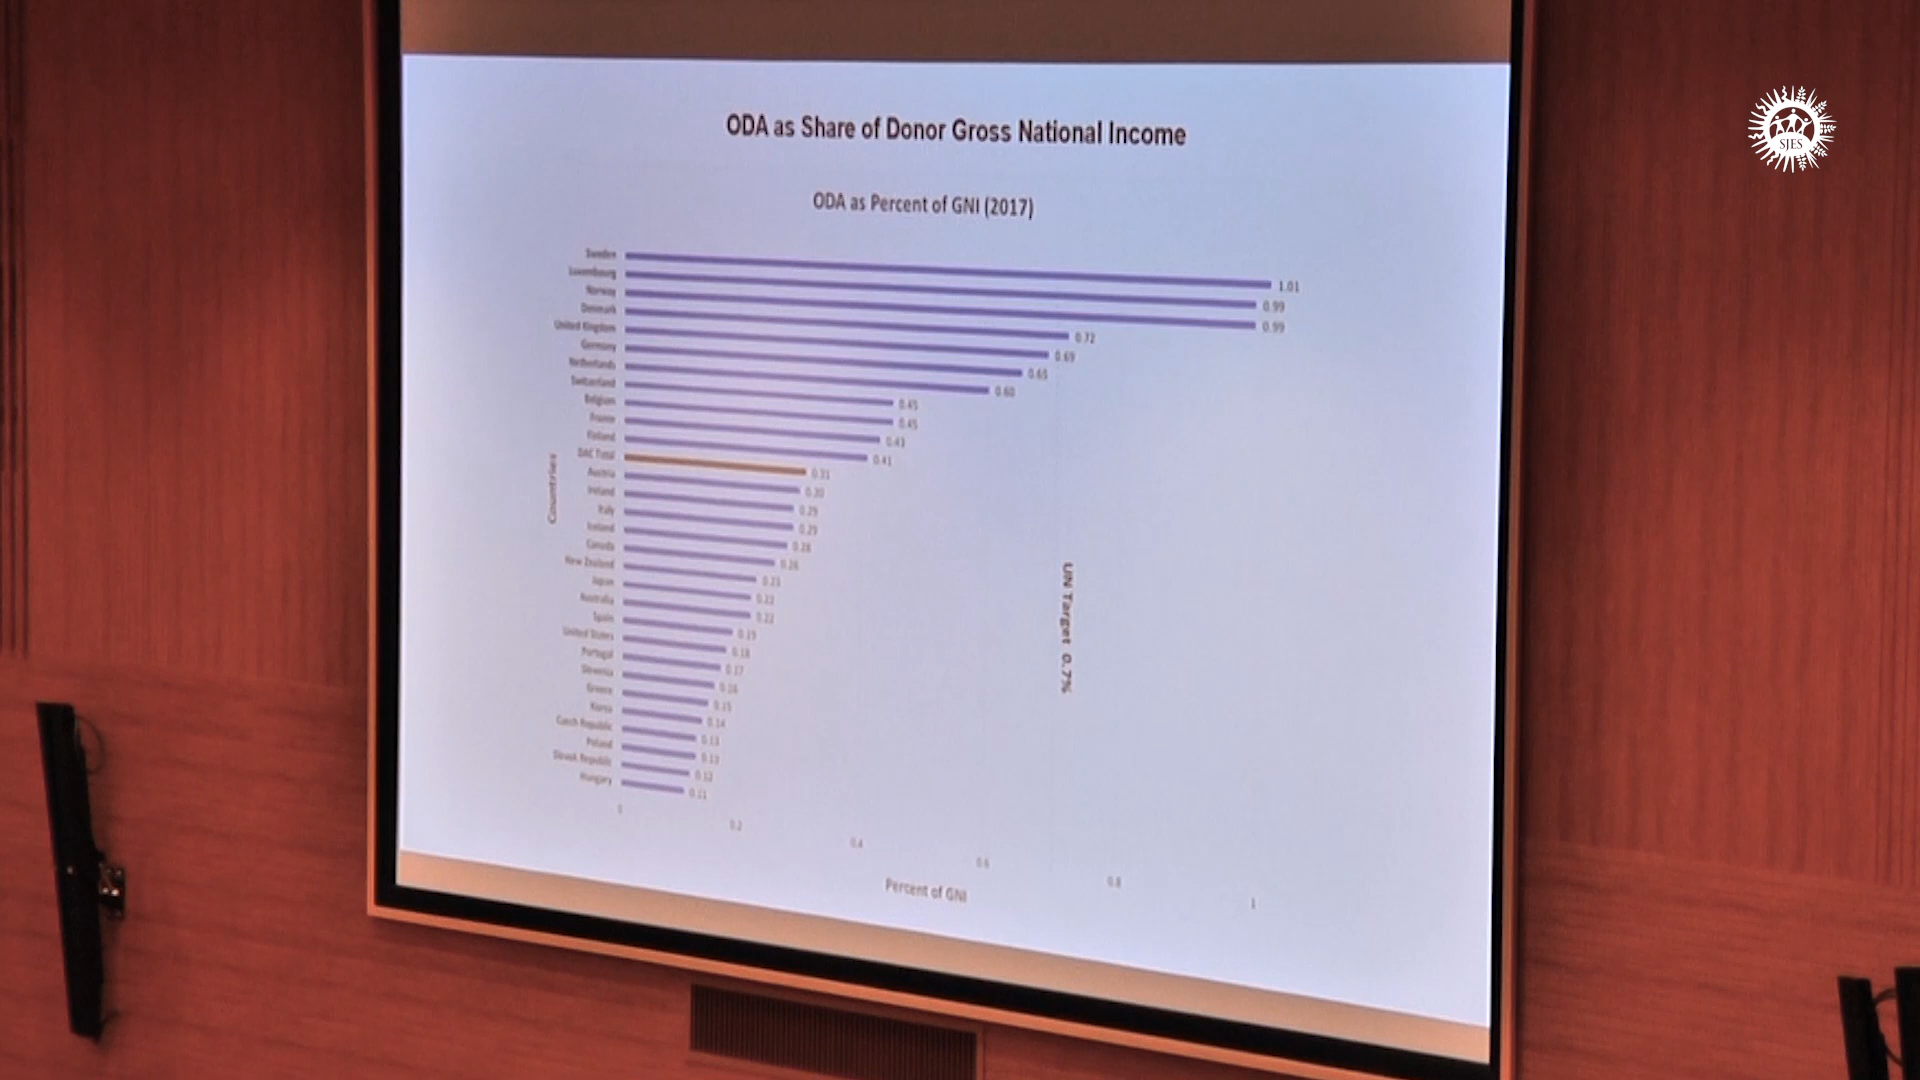 SJES
ODA as Share of Donor Gross National Income
ODA as Percent of GNI (2017)
Sweden 1.01
Luxembourg 0.99
Norway 0.99
Denmark 0.72
United Kingdom 0.69
Germany 0.65
Netherlands 0.60
Switzerland 0.45
Belgium 0.45
France 0.43
Finland 0.41
DAC Total 0.31
Austria 0.30
Ireland 0.29
Italy 0.29
Iceland 0.28
Canada 0.26
New Zealand 0.23
Japan 0.22
Australia 0.22
Spain 0.19
United States 0.18
Portugal 0.17
Slovenia 0.16
Greece 0.15
Korea 0.14
Czech Republic 0.13
Poland 0.13
Slovak Republic 0.12
Hungary 0.11
Countries
UN Target 0.7%
0 0.2 0.4 0.6 0.8 1
Percent of GNI